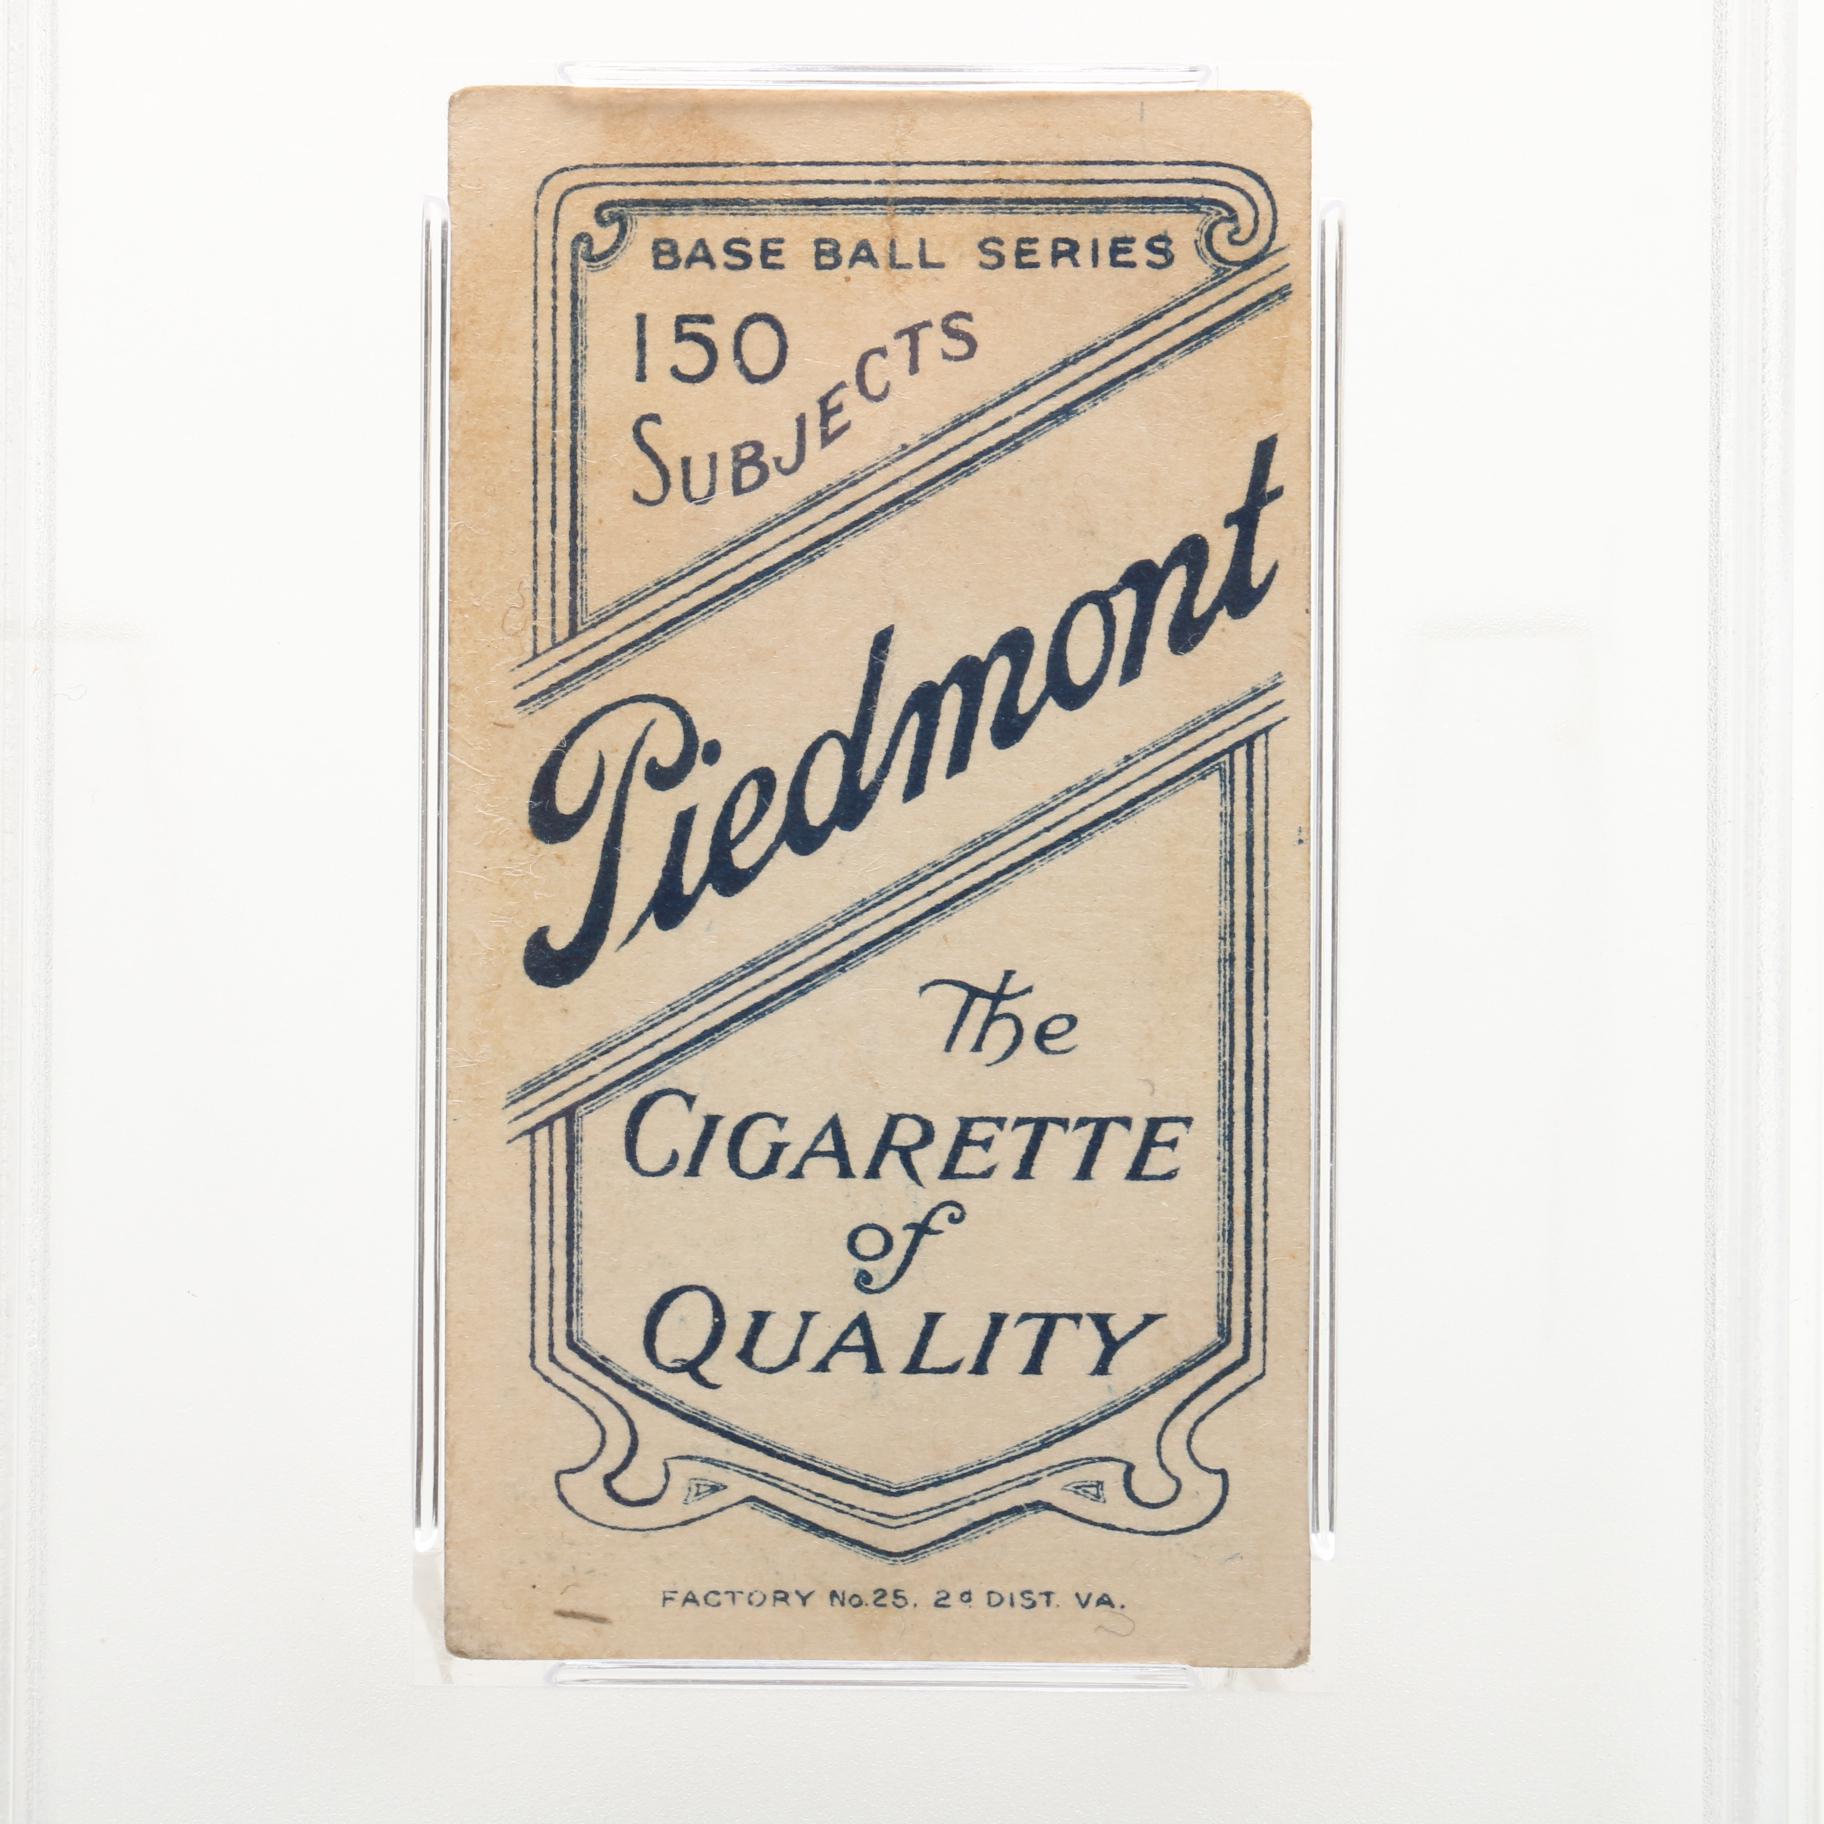 BASE BALL SERIES
150
SUBJECTS
Piedmont
The
CIGARETTE
of
QUALITY
FACTORY No. 25. 2d DIST. VA.